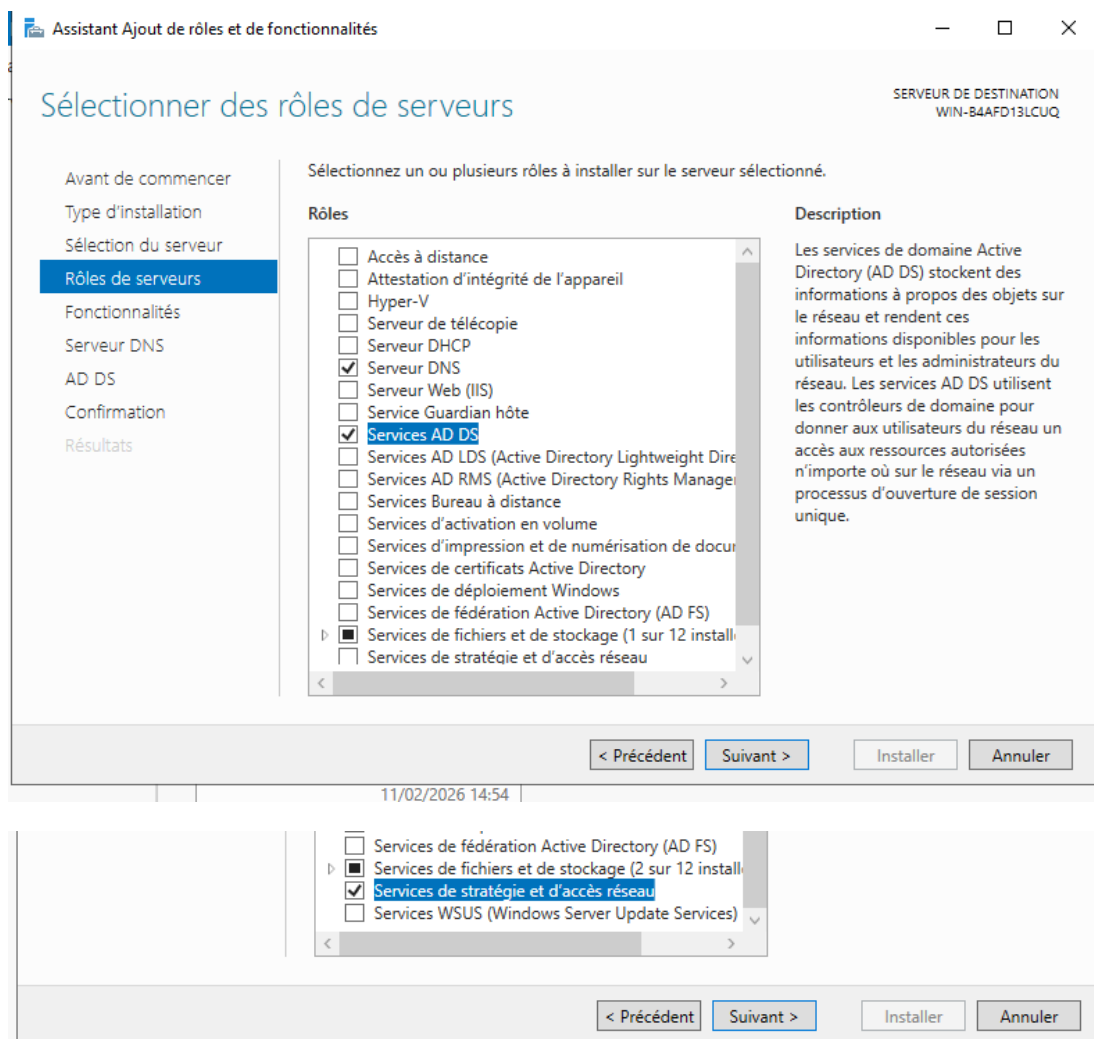 Assistant Ajout de rôles et de fonctionnalités
Sélectionner des rôles de serveurs
SERVEUR DE DESTINATION
WIN-B4AFD13LCUQ
Avant de commencer
Type d'installation
Sélection du serveur
Rôles de serveurs
Fonctionnalités
Serveur DNS
AD DS
Confirmation
Résultats
Sélectionnez un ou plusieurs rôles à installer sur le serveur sélectionné.
Rôles
Accès à distance
Attestation d'intégrité de l'appareil
Hyper-V
Serveur de télécopie
Serveur DHCP
Serveur DNS
Serveur Web (IIS)
Service Guardian hôte
Services AD DS
Services AD LDS (Active Directory Lightweight Dire
Services AD RMS (Active Directory Rights Manage
Services Bureau à distance
Services d'activation en volume
Services d'impression et de numérisation de docu
Services de certificats Active Directory
Services de déploiement Windows
Services de fédération Active Directory (AD FS)
Services de fichiers et de stockage (1 sur 12 install
Services de stratégie et d'accès réseau
Description
Les services de domaine Active
Directory (AD DS) stockent des
informations à propos des objets sur
le réseau et rendent ces
informations disponibles pour les
utilisateurs et les administrateurs du
réseau. Les services AD DS utilisent
les contrôleurs de domaine pour
donner aux utilisateurs du réseau un
accès aux ressources autorisées
n'importe où sur le réseau via un
processus d'ouverture de session
unique.
< Précédent
Suivant >
Installer
Annuler
11/02/2026 14:54
Services de fédération Active Directory (AD FS)
Services de fichiers et de stockage (2 sur 12 install
Services de stratégie et d'accès réseau
Services WSUS (Windows Server Update Services)
< Précédent
Suivant >
Installer
Annuler